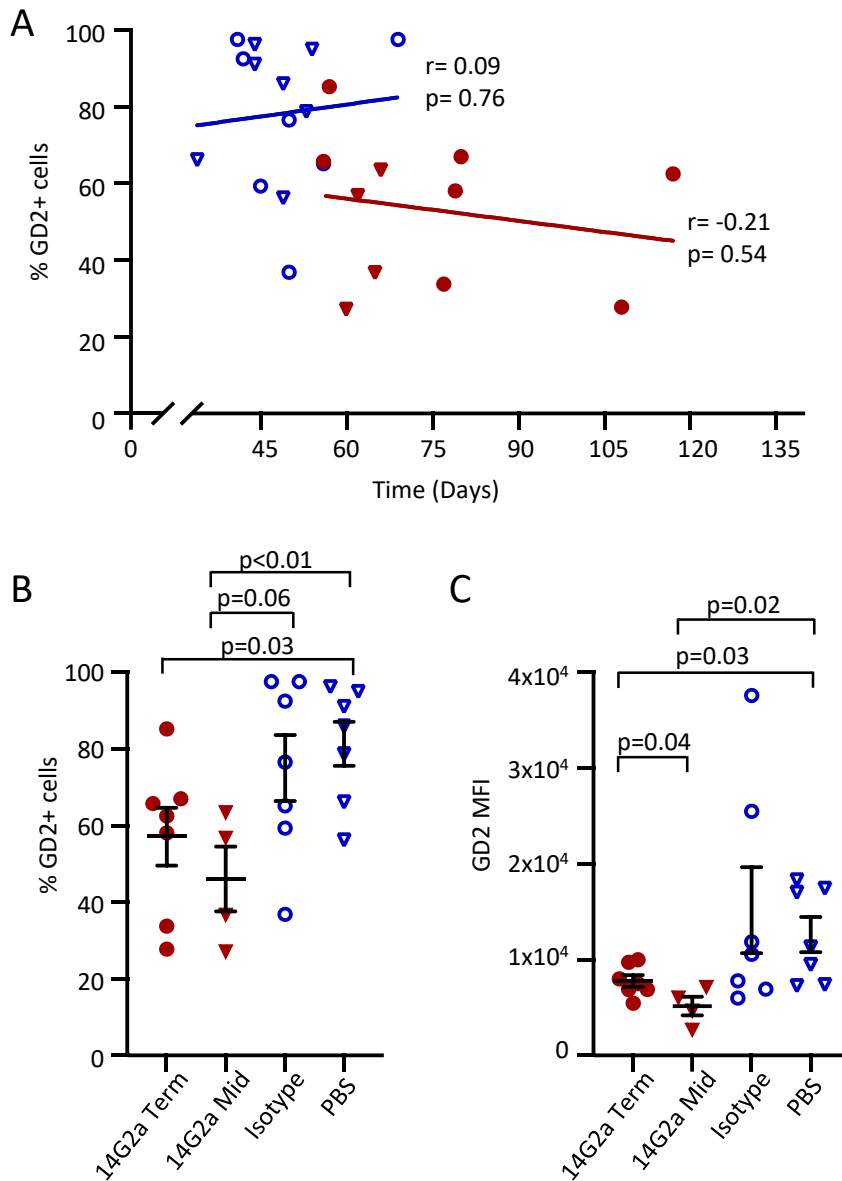 A
100
80
60
40
20
0
% GD2+ cells
r= 0.09
p= 0.76
r= -0.21
p= 0.54
0 45 60 75 90 105 120 135
Time (Days)
B
p<0.01
p=0.06
p=0.03
100
80
60
40
20
0
% GD2+ cells
14G2a Term
14G2a Mid
Isotype
PBS
C
p=0.02
p=0.03
p=0.04
4x10⁴
3x10⁴
2x10⁴
1x10⁴
0
GD2 MFI
14G2a Term
14G2a Mid
Isotype
PBS